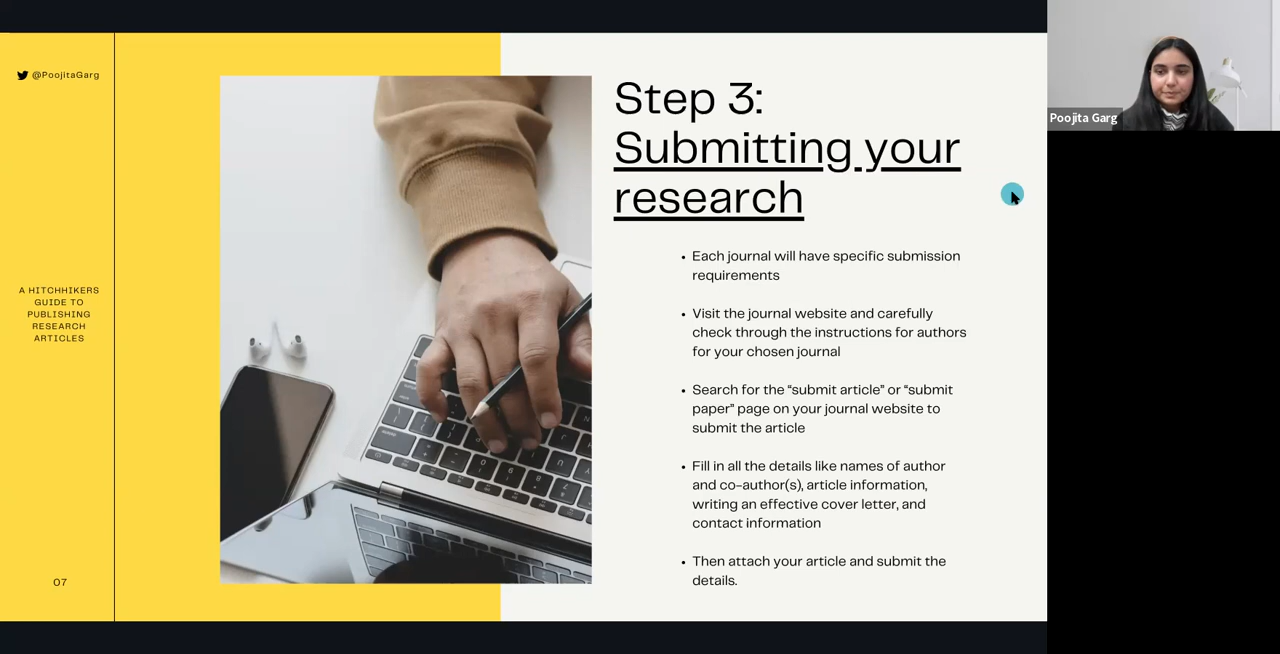 @PoojitaGarg
A HITCHHIKERS
GUIDE TO
PUBLISHING
RESEARCH
ARTICLES
07
Step 3:
Submitting your
research
• Each journal will have specific submission
requirements
• Visit the journal website and carefully
check through the instructions for authors
for your chosen journal
• Search for the “submit article” or “submit
paper” page on your journal website to
submit the article
• Fill in all the details like names of author
and co-author(s), article information,
writing an effective cover letter, and
contact information
• Then attach your article and submit the
details.
Poojita Garg